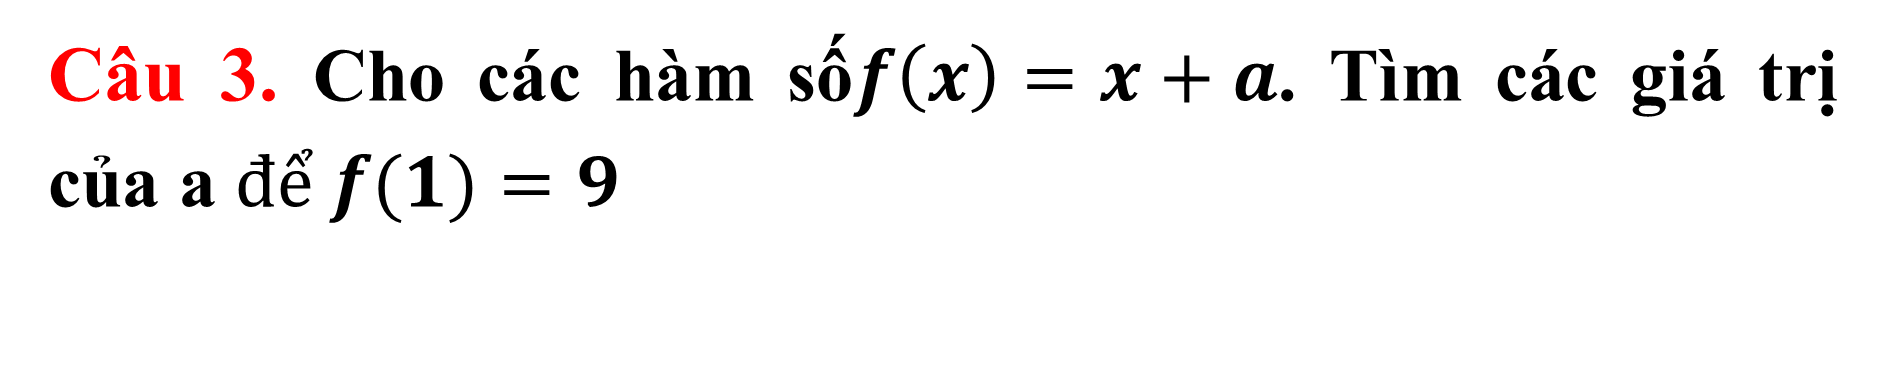 Câu 3. Cho các hàm số f(x) = x + a. Tìm các giá trị
của a để f(1) = 9